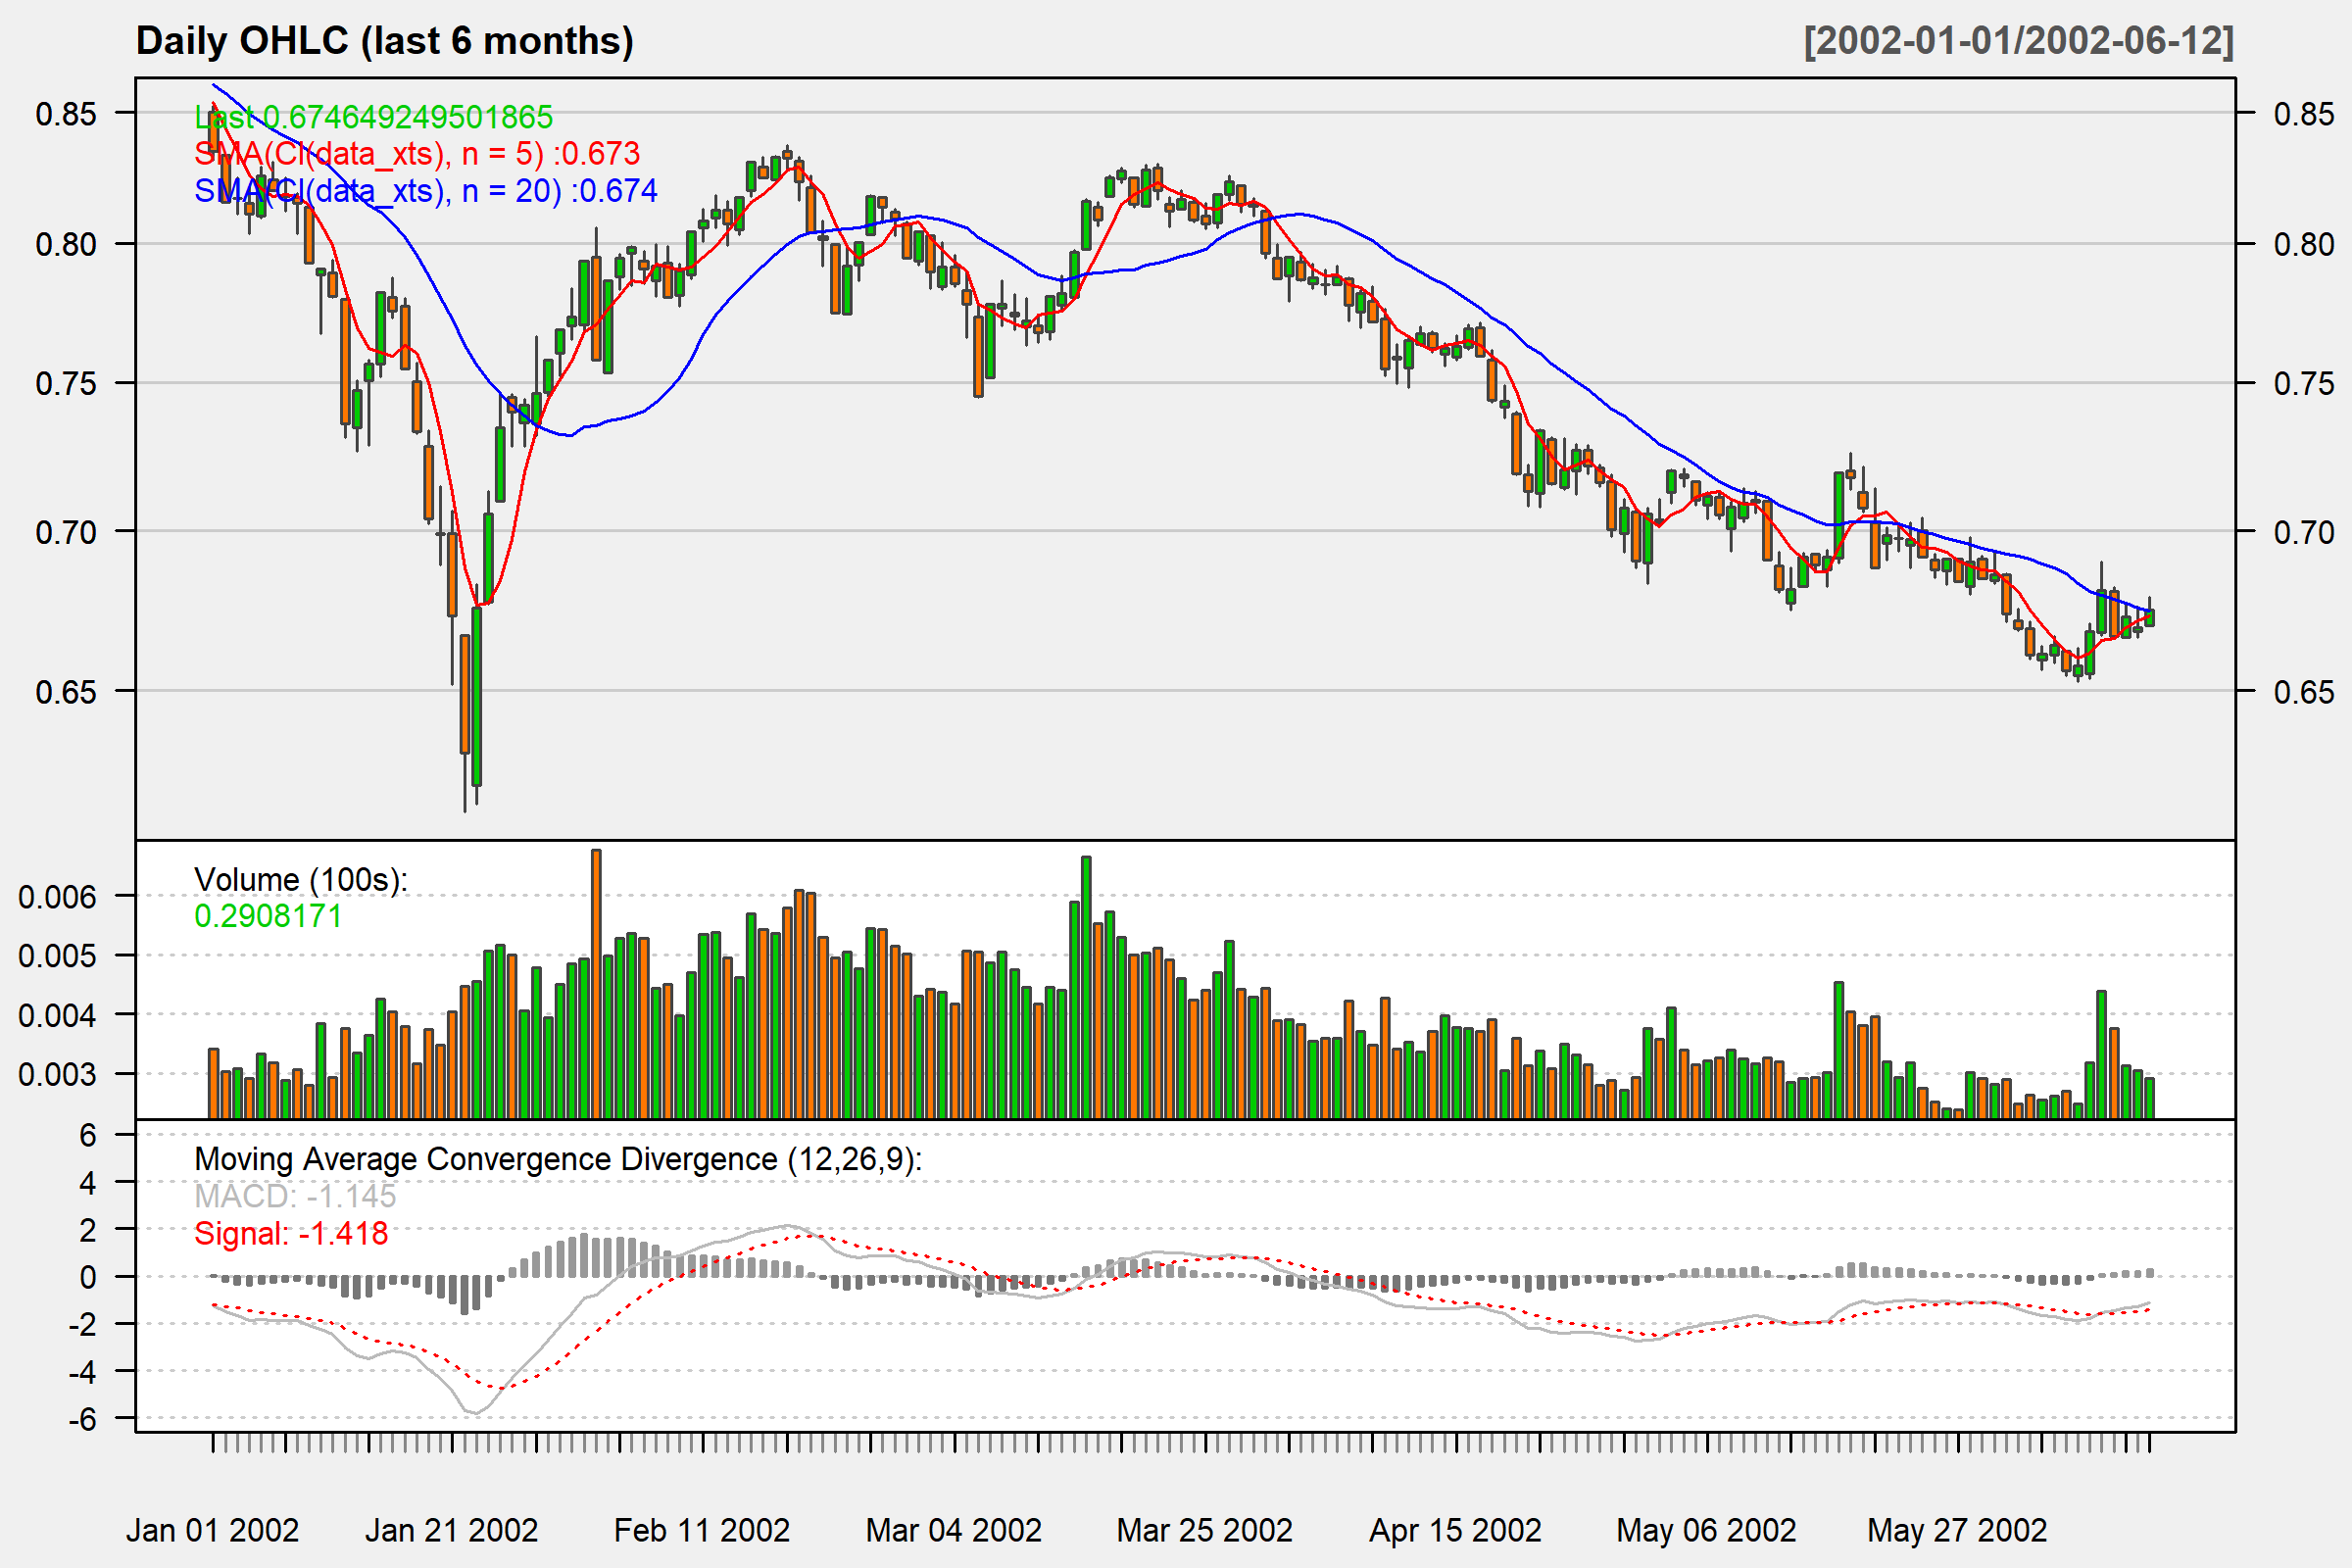 Daily OHLC (last 6 months)
[2002-01-01/2002-06-12]
Last 0.674649249501865
SMA(Cl(data_xts), n = 5) :0.673
SMA(Cl(data_xts), n = 20) :0.674
0.85
0.80
0.75
0.70
0.65
0.85
0.80
0.75
0.70
0.65
Volume (100s):
0.2908171
0.006
0.005
0.004
0.003
Moving Average Convergence Divergence (12,26,9):
MACD: -1.145
Signal: -1.418
6
4
2
0
-2
-4
-6
Jan 01 2002 Jan 21 2002 Feb 11 2002 Mar 04 2002 Mar 25 2002 Apr 15 2002 May 06 2002 May 27 2002